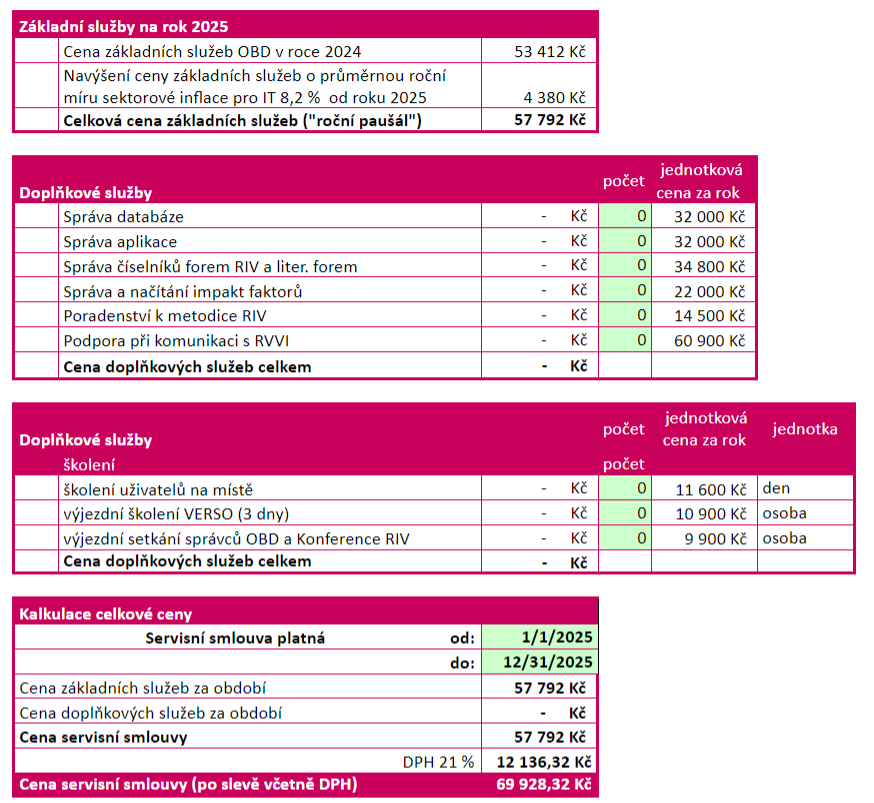 Základní služby na rok 2025
Cena základních služeb OBD v roce 2024 53 412 Kč
Navýšení ceny základních služeb o průměrnou roční
míru sektorové inflace pro IT 8,2 % od roku 2025 4 380 Kč
Celková cena základních služeb ("roční paušál") 57 792 Kč
Doplňkové služby počet jednotková
cena za rok
Správa databáze - Kč 0 32 000 Kč
Správa aplikace - Kč 0 32 000 Kč
Správa číselníků forem RIV a liter. forem - Kč 0 34 800 Kč
Správa a načítání impakt faktorů - Kč 0 22 000 Kč
Poradenství k metodice RIV - Kč 0 14 500 Kč
Podpora při komunikaci s RVVI - Kč 0 60 900 Kč
Cena doplňkových služeb celkem - Kč
Doplňkové služby počet jednotková
cena za rok jednotka
školení počet
školení uživatelů na místě - Kč 0 11 600 Kč den
výjezdní školení VERSO (3 dny) - Kč 0 10 900 Kč osoba
výjezdní setkání správců OBD a Konference RIV - Kč 0 9 900 Kč osoba
Cena doplňkových služeb celkem - Kč
Kalkulace celkové ceny
Servisní smlouva platná od: 1/1/2025
do: 12/31/2025
Cena základních služeb za období 57 792 Kč
Cena doplňkových služeb za období - Kč
Cena servisní smlouvy 57 792 Kč
DPH 21 % 12 136,32 Kč
Cena servisní smlouvy (po slevě včetně DPH) 69 928,32 Kč